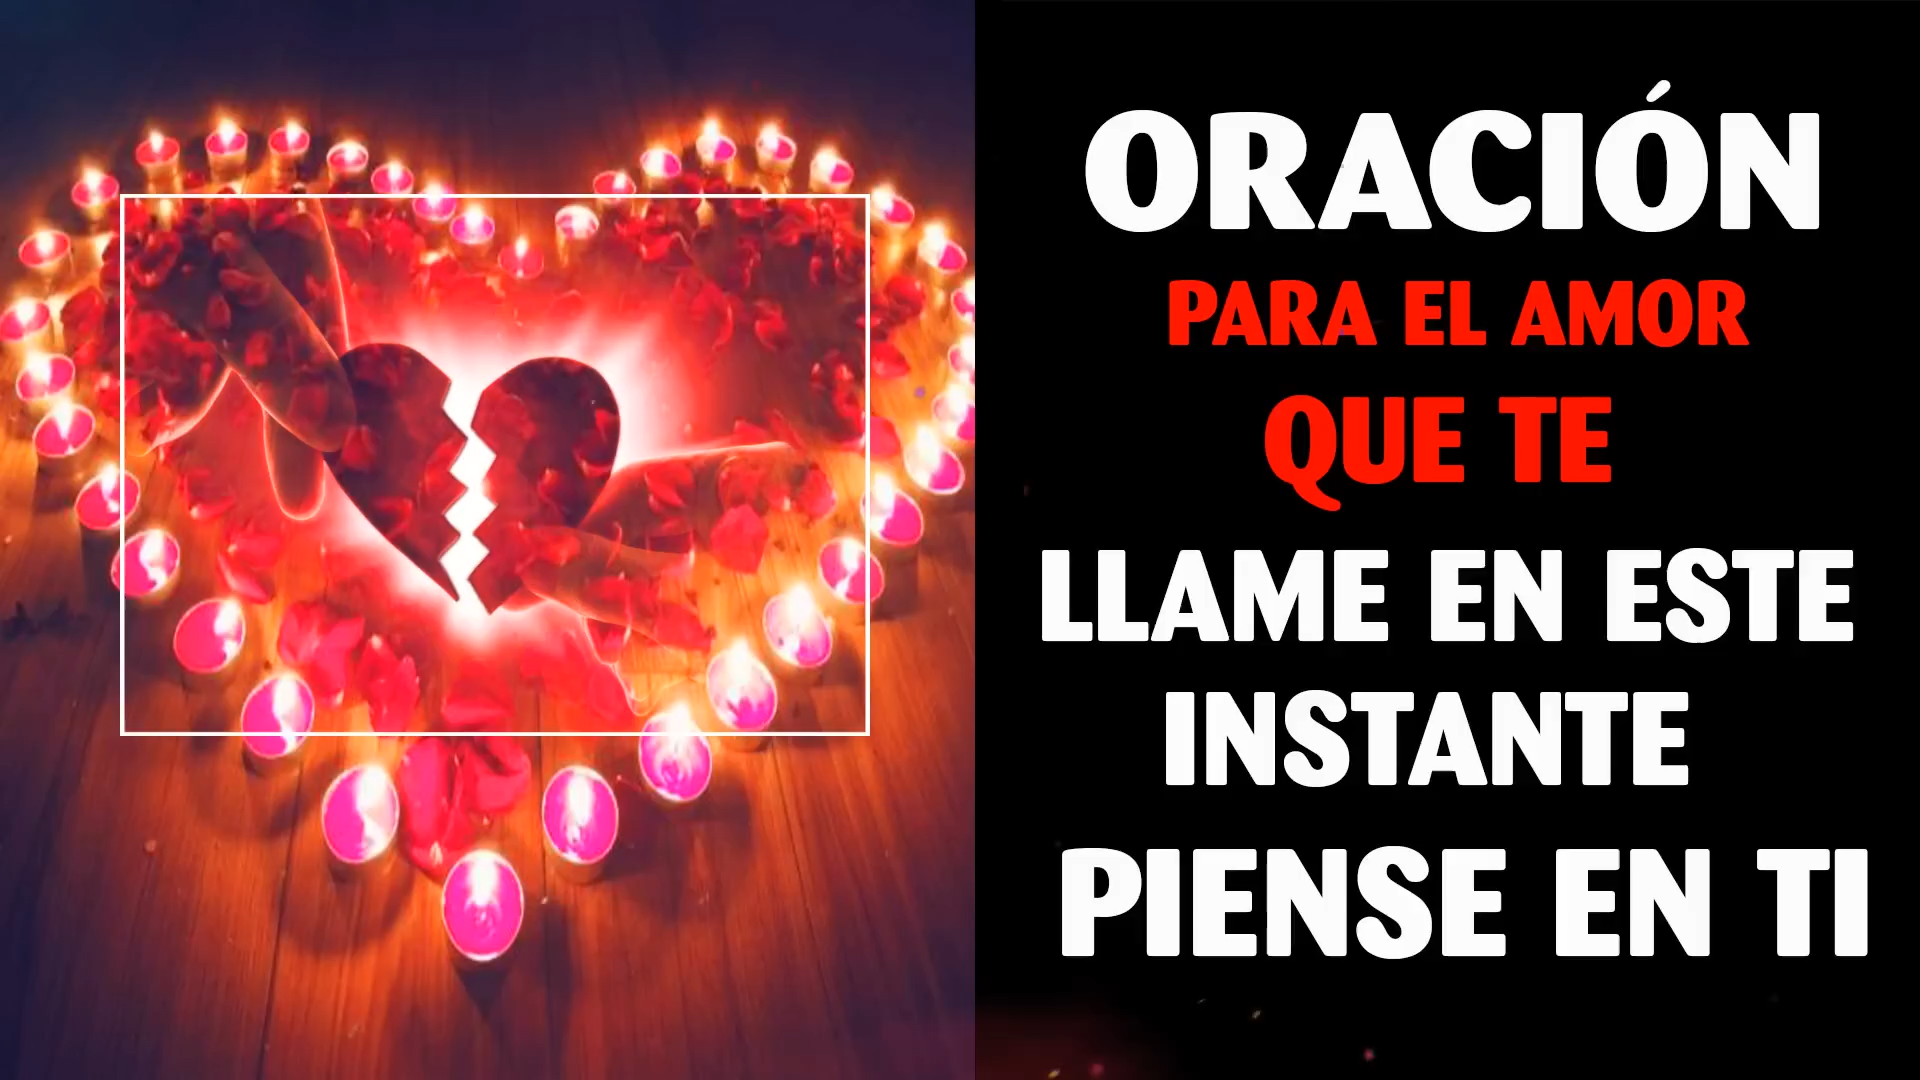 ORACIÓN
PARA EL AMOR
QUE TE
LLAME EN ESTE
INSTANTE
PIENSE EN TI